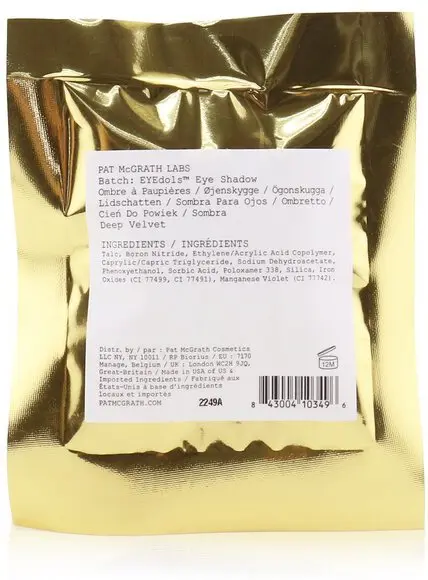 PAT McGRATH LABS
Batch: EYEdols™ Eye Shadow
Ombre à Paupières / Øjenskygge / Ögonskugga /
Lidschatten / Sombra Para Ojos / Ombretto /
Cień Do Powiek / Sombra
Deep Velvet
INGREDIENTS / INGRÉDIENTS
Talc, Boron Nitride, Ethylene/Acrylic Acid Copolymer,
Caprylic/Capric Triglyceride, Sodium Dehydroacetate,
Phenoxyethanol, Sorbic Acid, Poloxamer 338, Silica, Iron
Oxides (CI 77499, CI 77491), Manganese Violet (CI 77742).
Distr. by / par : Pat McGrath Cosmetics
LLC NY, NY, 10011 / RP Biorius / EU : 7170
Manage, Belgium / UK : London WC2H 9JQ,
Great-Britain / Made in USA of US &
Imported Ingredients / Fabriqué aux
États-Unis à base d'ingrédients
locaux et importés
PATMCGRATH.COM
2249A
12M
8 43004 10349 6